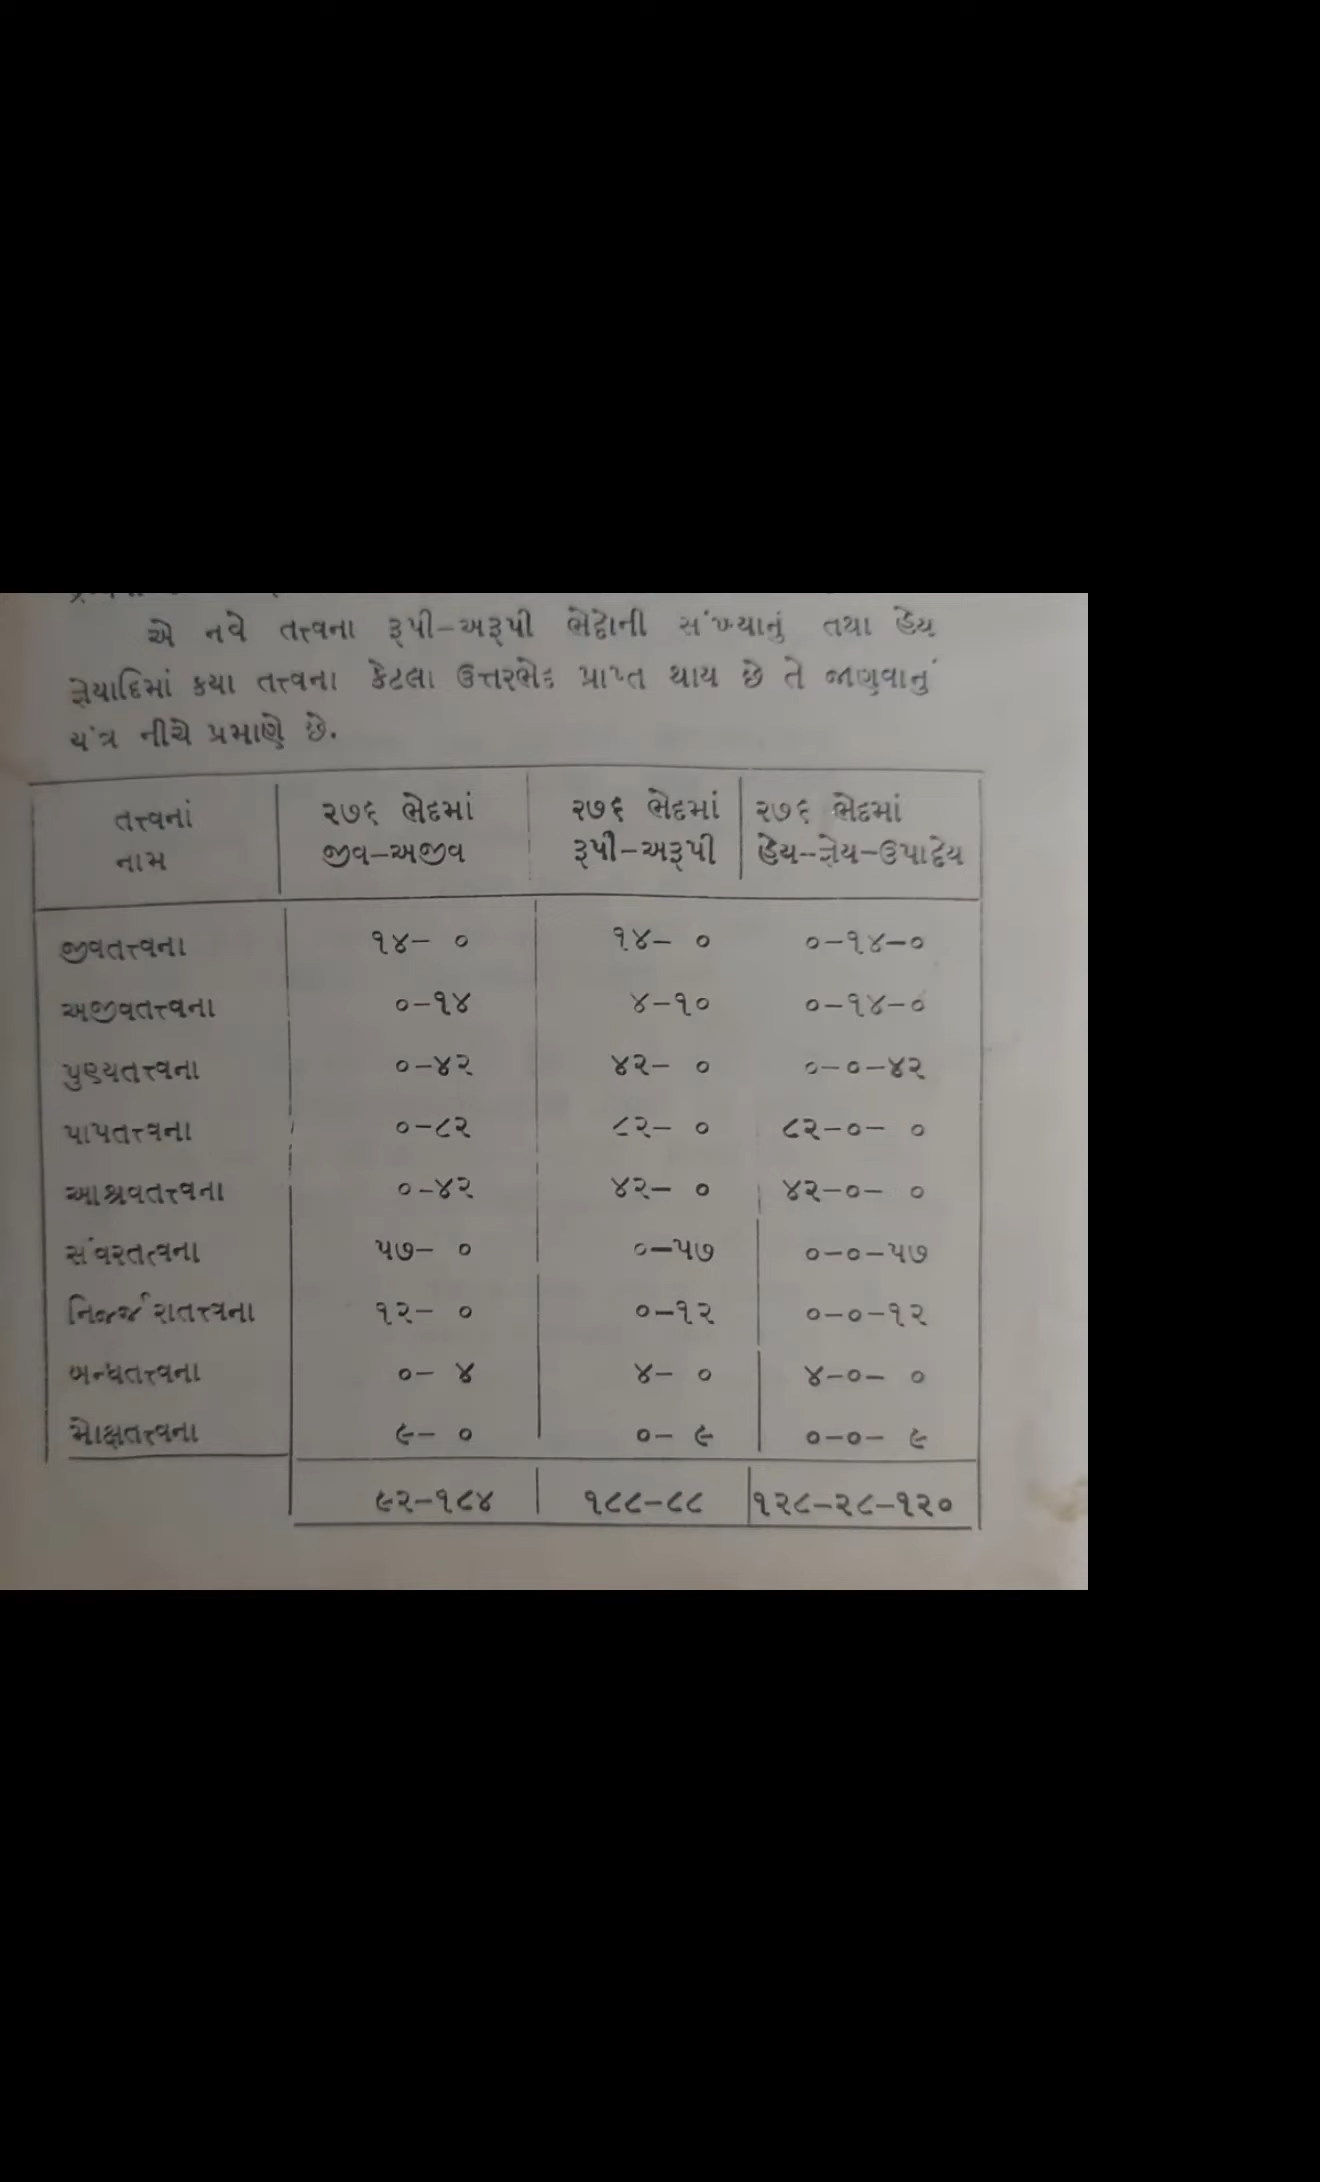 એ નવે તત્ત્વના રૂપી-અરૂપી ભેદોની સંખ્યાનું તથા હેય
જ્ઞેયાદિમાં કયા તત્ત્વના કેટલા ઉત્તરભેદ પ્રાપ્ત થાય છે તે જાણવાનું
યંત્ર નીચે પ્રમાણે છે.
તત્ત્વનાં ૨૭૬ ભેદમાં ૨૭૬ ભેદમાં ૨૭૬ ભેદમાં
નામ જીવ-અજીવ રૂપી-અરૂપી હેય-જ્ઞેય-ઉપાદેય
જીવતત્ત્વના ૧૪- ૦ ૧૪- ૦ ૦-૧૪-૦
અજીવતત્ત્વના ૦-૧૪ ૪-૧૦ ૦-૧૪-૦
પુણ્યતત્ત્વના ૦-૪૨ ૪૨- ૦ ૦-૦-૪૨
પાપતત્ત્વના ૦-૮૨ ૮૨- ૦ ૮૨-૦- ૦
આશ્રવતત્ત્વના ૦-૪૨ ૪૨- ૦ ૪૨-૦- ૦
સંવરતત્વના ૫૭- ૦ ૦-૫૭ ૦-૦-૫૭
નિર્જ્જરાતત્ત્વના ૧૨- ૦ ૦-૧૨ ૦-૦-૧૨
બન્ધતત્ત્વના ૦- ૪ ૪- ૦ ૪-૦- ૦
મોક્ષતત્ત્વના ૯- ૦ ૦- ૯ ૦-૦- ૯
૯૨-૧૮૪ ૧૮૮-૮૮ ૧૨૮-૨૮-૧૨૦